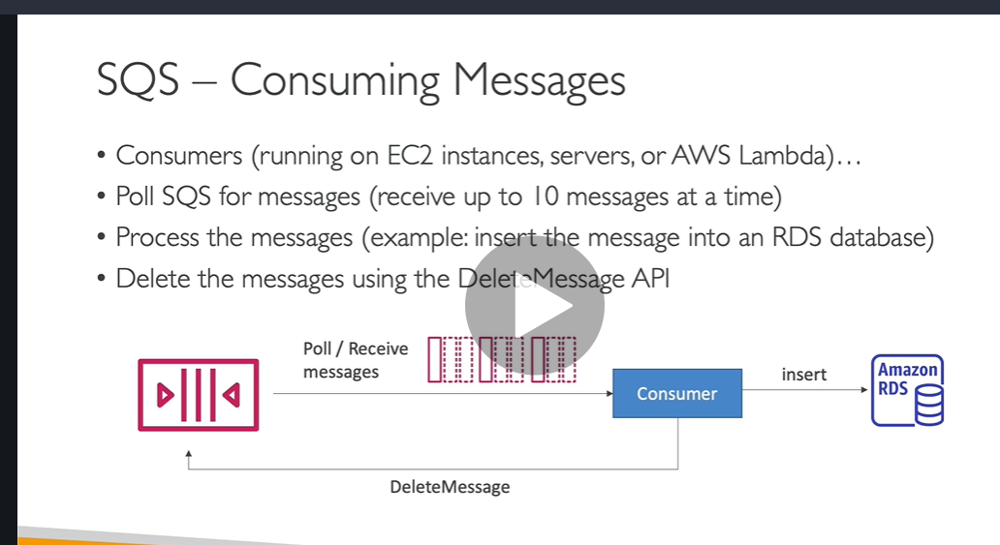 SQS – Consuming Messages
• Consumers (running on EC2 instances, servers, or AWS Lambda)…
• Poll SQS for messages (receive up to 10 messages at a time)
• Process the messages (example: insert the message into an RDS database)
• Delete the messages using the DeleteMessage API
Poll / Receive
messages
Consumer
insert
Amazon
RDS
DeleteMessage